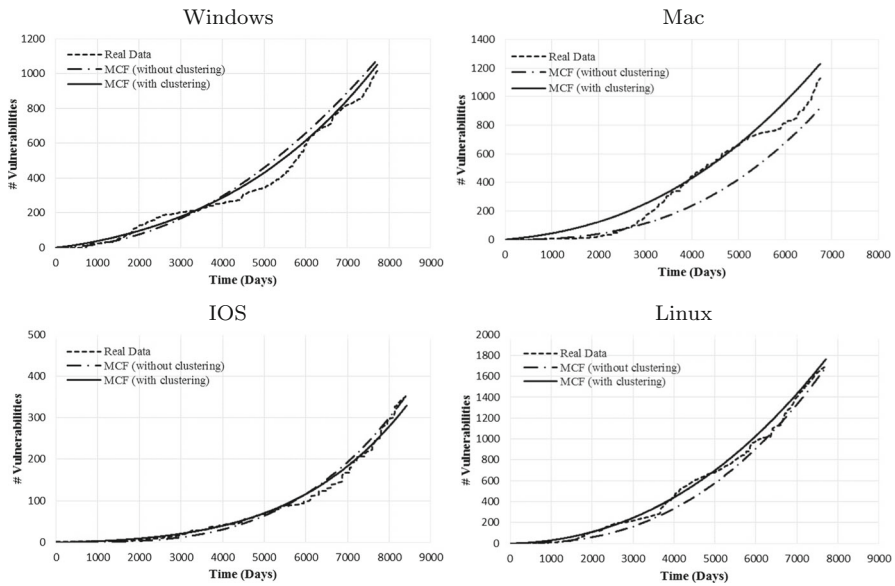 Windows
Mac
1200
1000
800
600
400
200
0
# Vulnerabilities
Real Data
MCF (without clustering)
MCF (with clustering)
0 1000 2000 3000 4000 5000 6000 7000 8000 9000
Time (Days)
1400
1200
1000
800
600
400
200
0
# Vulnerabilities
Real Data
MCF (without clustering)
MCF (with clustering)
0 1000 2000 3000 4000 5000 6000 7000 8000
Time (Days)
IOS
Linux
500
400
300
200
100
0
# Vulnerabilities
Real Data
MCF (without clustering)
MCF (with clustering)
0 1000 2000 3000 4000 5000 6000 7000 8000 9000
Time (Days)
2000
1800
1600
1400
1200
1000
800
600
400
200
0
# Vulnerabilities
Real Data
MCF (without clustering)
MCF (with clustering)
0 1000 2000 3000 4000 5000 6000 7000 8000 9000
Time (Days)